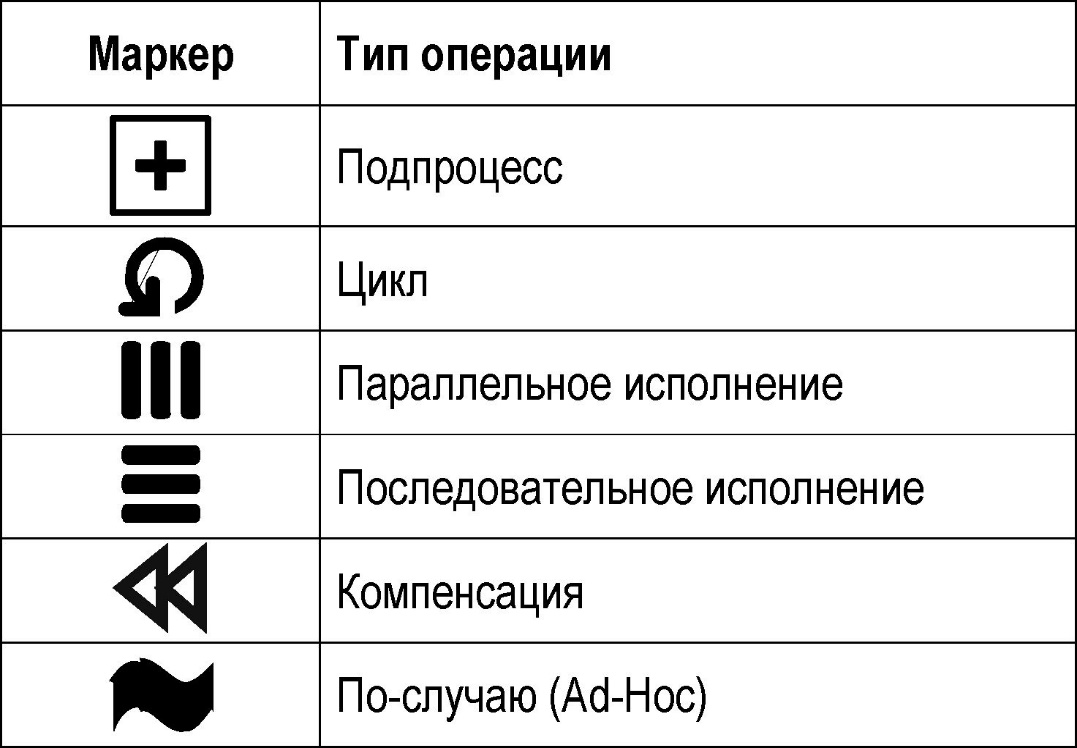 Маркер Тип операции
Подпроцесс
Цикл
Параллельное исполнение
Последовательное исполнение
Компенсация
По-случаю (Ad-Hoc)